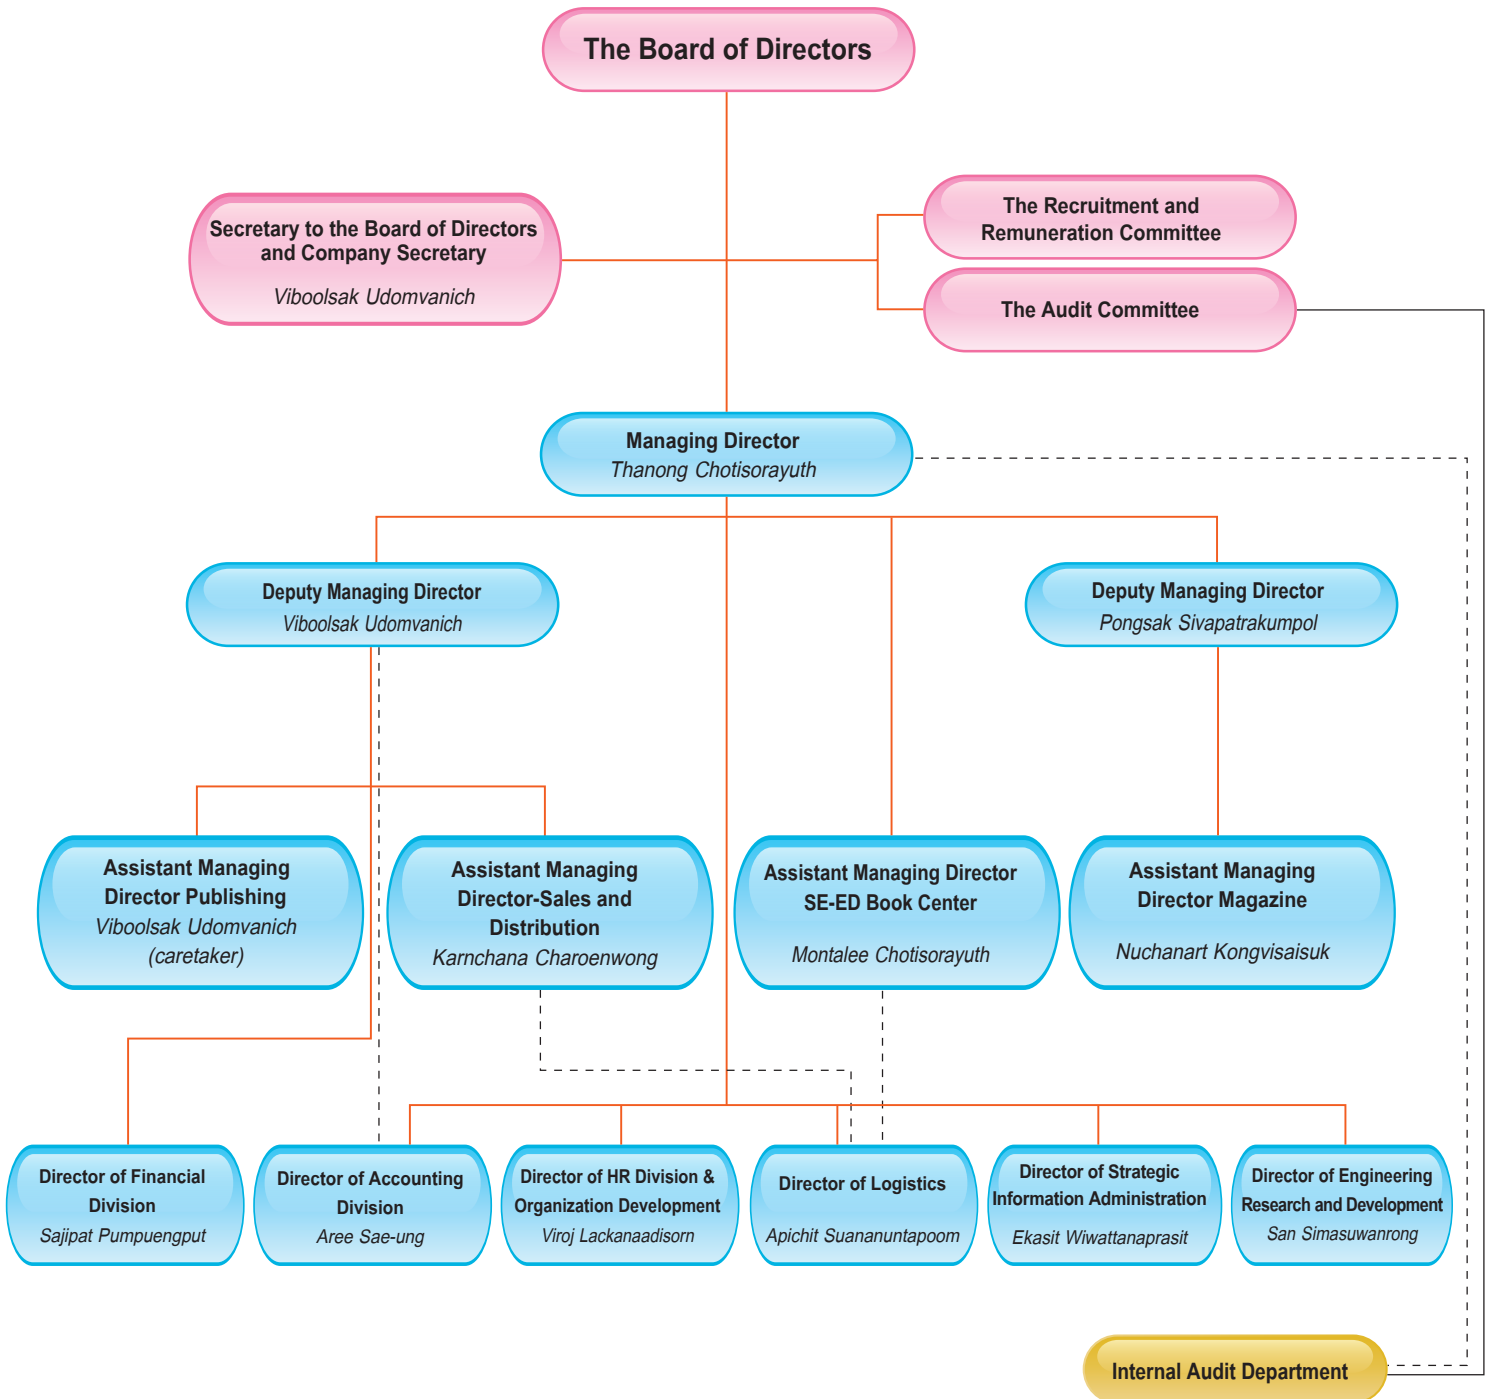 The Board of Directors
Secretary to the Board of Directors
and Company Secretary
Viboolsak Udomvanich
The Recruitment and
Remuneration Committee
The Audit Committee
Managing Director
Thanong Chotisorayuth
Deputy Managing Director
Viboolsak Udomvanich
Deputy Managing Director
Pongsak Sivapatrakumpol
Assistant Managing
Director Publishing
Viboolsak Udomvanich
(caretaker)
Assistant Managing
Director-Sales and
Distribution
Karnchana Charoenwong
Assistant Managing Director
SE-ED Book Center
Montalee Chotisorayuth
Assistant Managing
Director Magazine
Nuchanart Kongvisaisuk
Director of Financial
Division
Sajipat Pumpuengput
Director of Accounting
Division
Aree Sae-ung
Director of HR Division &
Organization Development
Viroj Lackanaadisorn
Director of Logistics
Apichit Suananuntapoom
Director of Strategic
Information Administration
Ekasit Wiwattanaprasit
Director of Engineering
Research and Development
San Simasuwanrong
Internal Audit Department